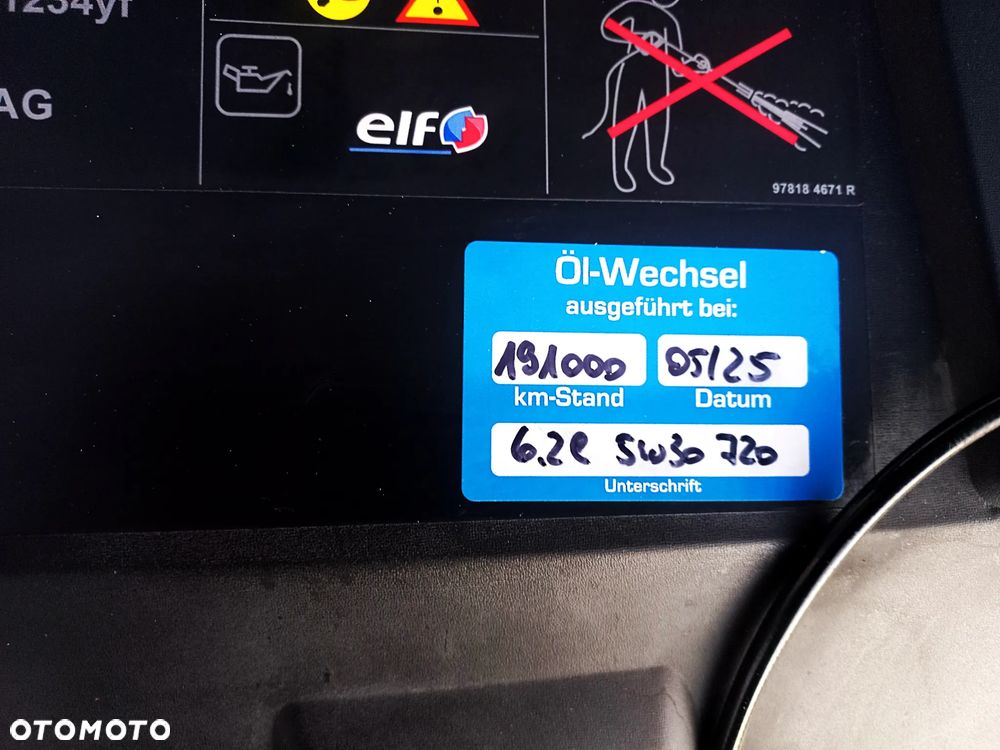 1234yf
AG
elf
97818 4671 R
Öl-Wechsel
ausgeführt bei:
191000 05/25
km-Stand Datum
6.2l 5w30 720
Unterschrift
OTOMOTO